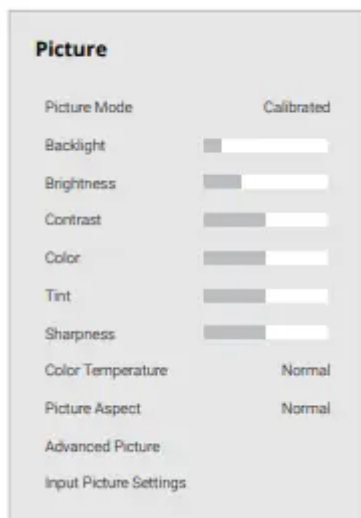 Picture
Picture Mode Calibrated
Backlight
Brightness
Contrast
Color
Tint
Sharpness
Color Temperature Normal
Picture Aspect Normal
Advanced Picture
Input Picture Settings